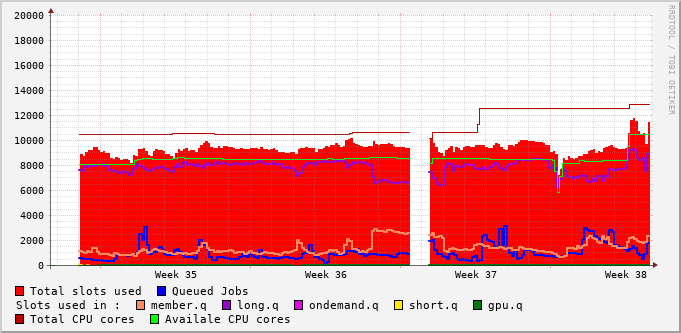 20000
18000
16000
14000
12000
10000
8000
6000
4000
2000
0
Week 35 Week 36 Week 37 Week 38
RRDTOOL / TOBI OETIKER
Total slots used Queued Jobs
Slots used in : member.q long.q ondemand.q short.q gpu.q
Total CPU cores Availale CPU cores